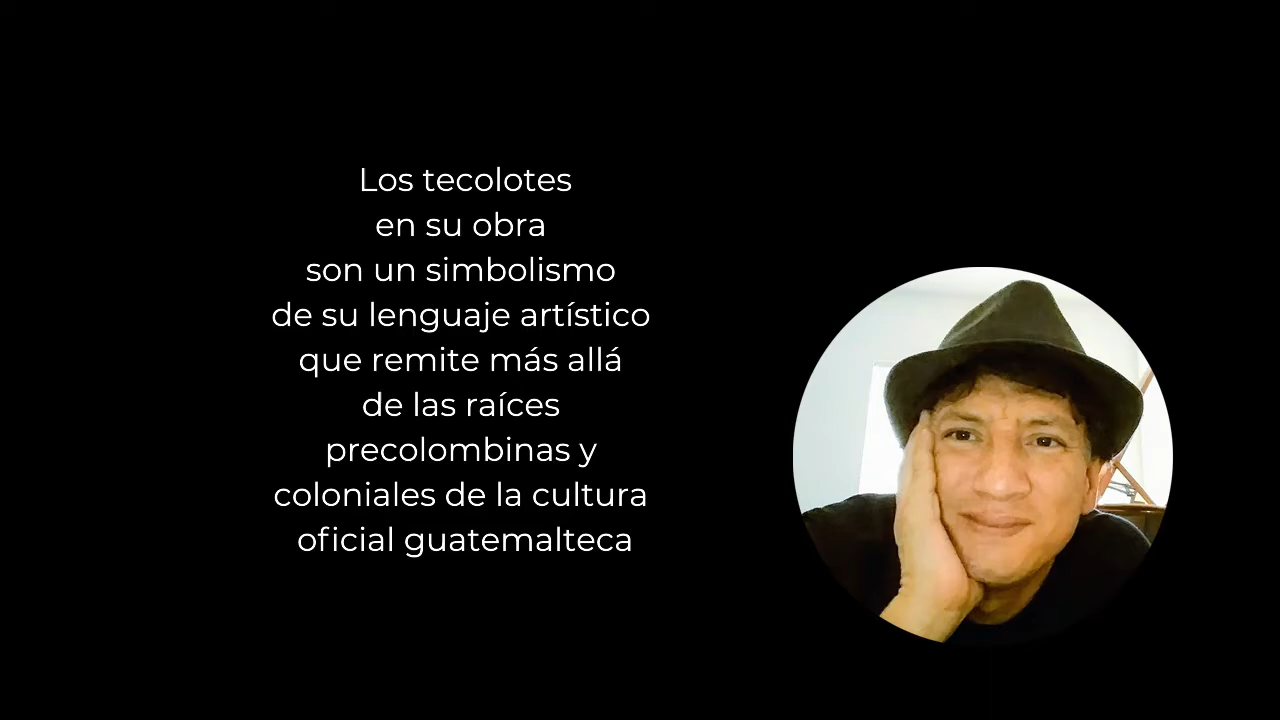 Los tecolotes
en su obra
son un simbolismo
de su lenguaje artístico
que remite más allá
de las raíces
precolombinas y
coloniales de la cultura
oficial guatemalteca